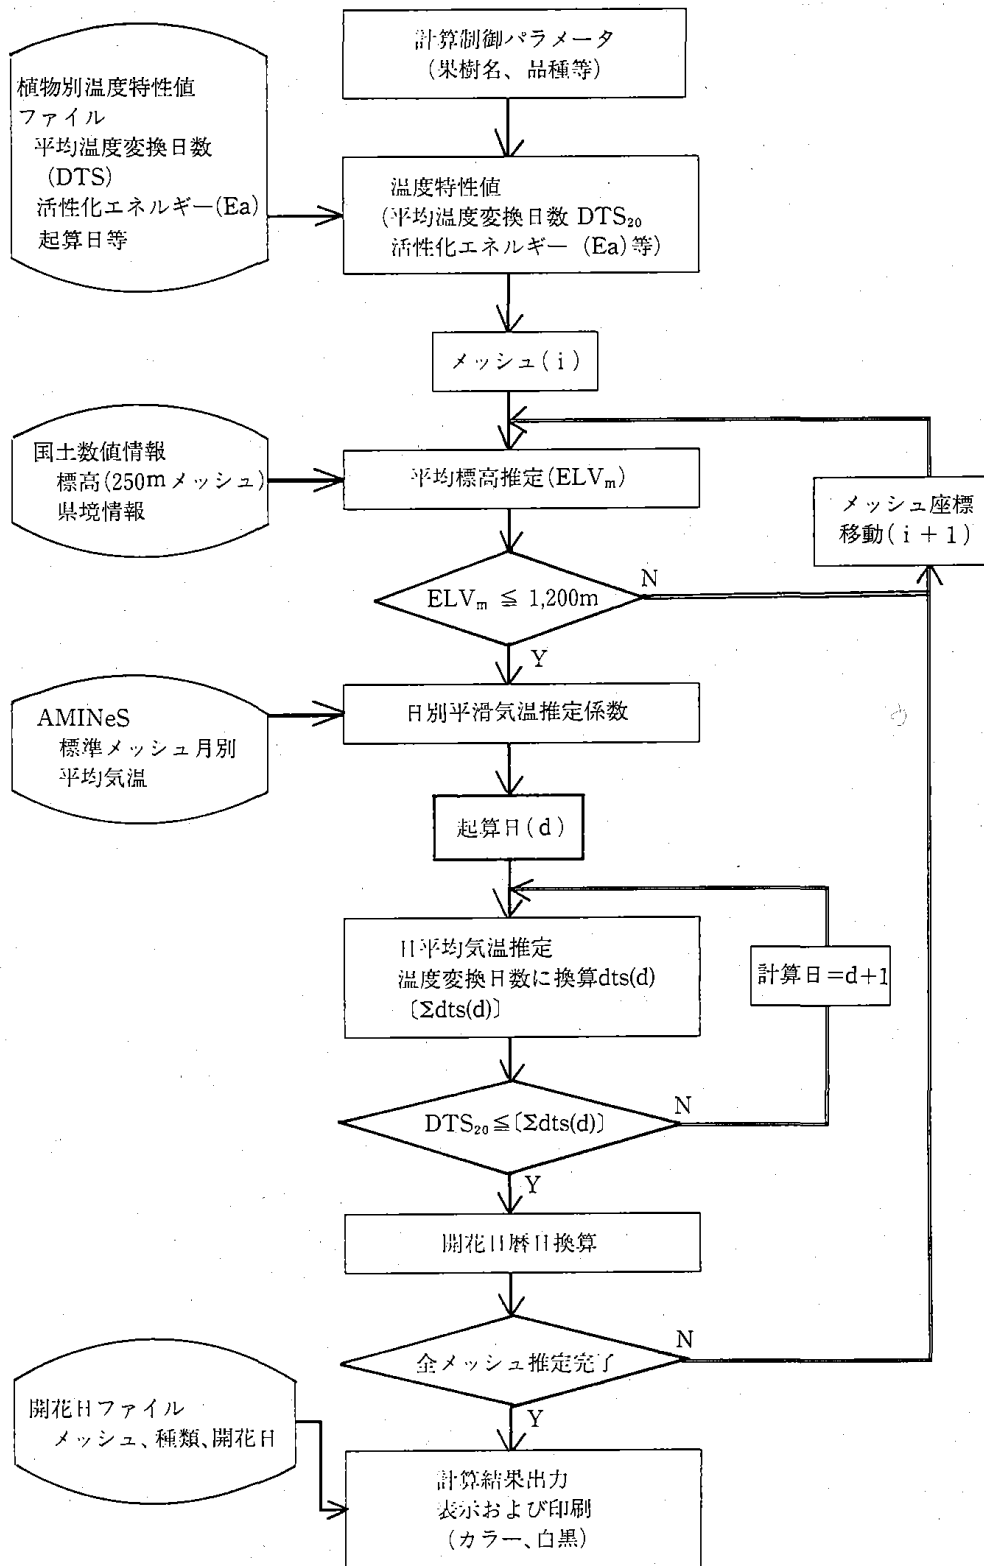 計算制御パラメータ
(果樹名、品種等)
植物別温度特性値
ファイル
平均温度変換日数
(DTS)
活性化エネルギー(Ea)
起算日等
温度特性値
(平均温度変換日数 DTS₂₀
活性化エネルギー (Ea)等)
メッシュ(i)
国土数値情報
標高(250mメッシュ)
県境情報
平均標高推定(ELVₘ)
メッシュ座標
移動(i+1)
ELVₘ ≦ 1,200m
N
Y
AMINeS
標準メッシュ月別
平均気温
日別平滑気温推定係数
起算日(d)
日平均気温推定
温度変換日数に換算dts(d)
〔Σdts(d)〕
計算日=d+1
DTS₂₀≦〔Σdts(d)〕
N
Y
開花日暦日換算
全メッシュ推定完了
N
Y
開花日ファイル
メッシュ、種類、開花日
計算結果出力
表示および印刷
(カラー、白黒)